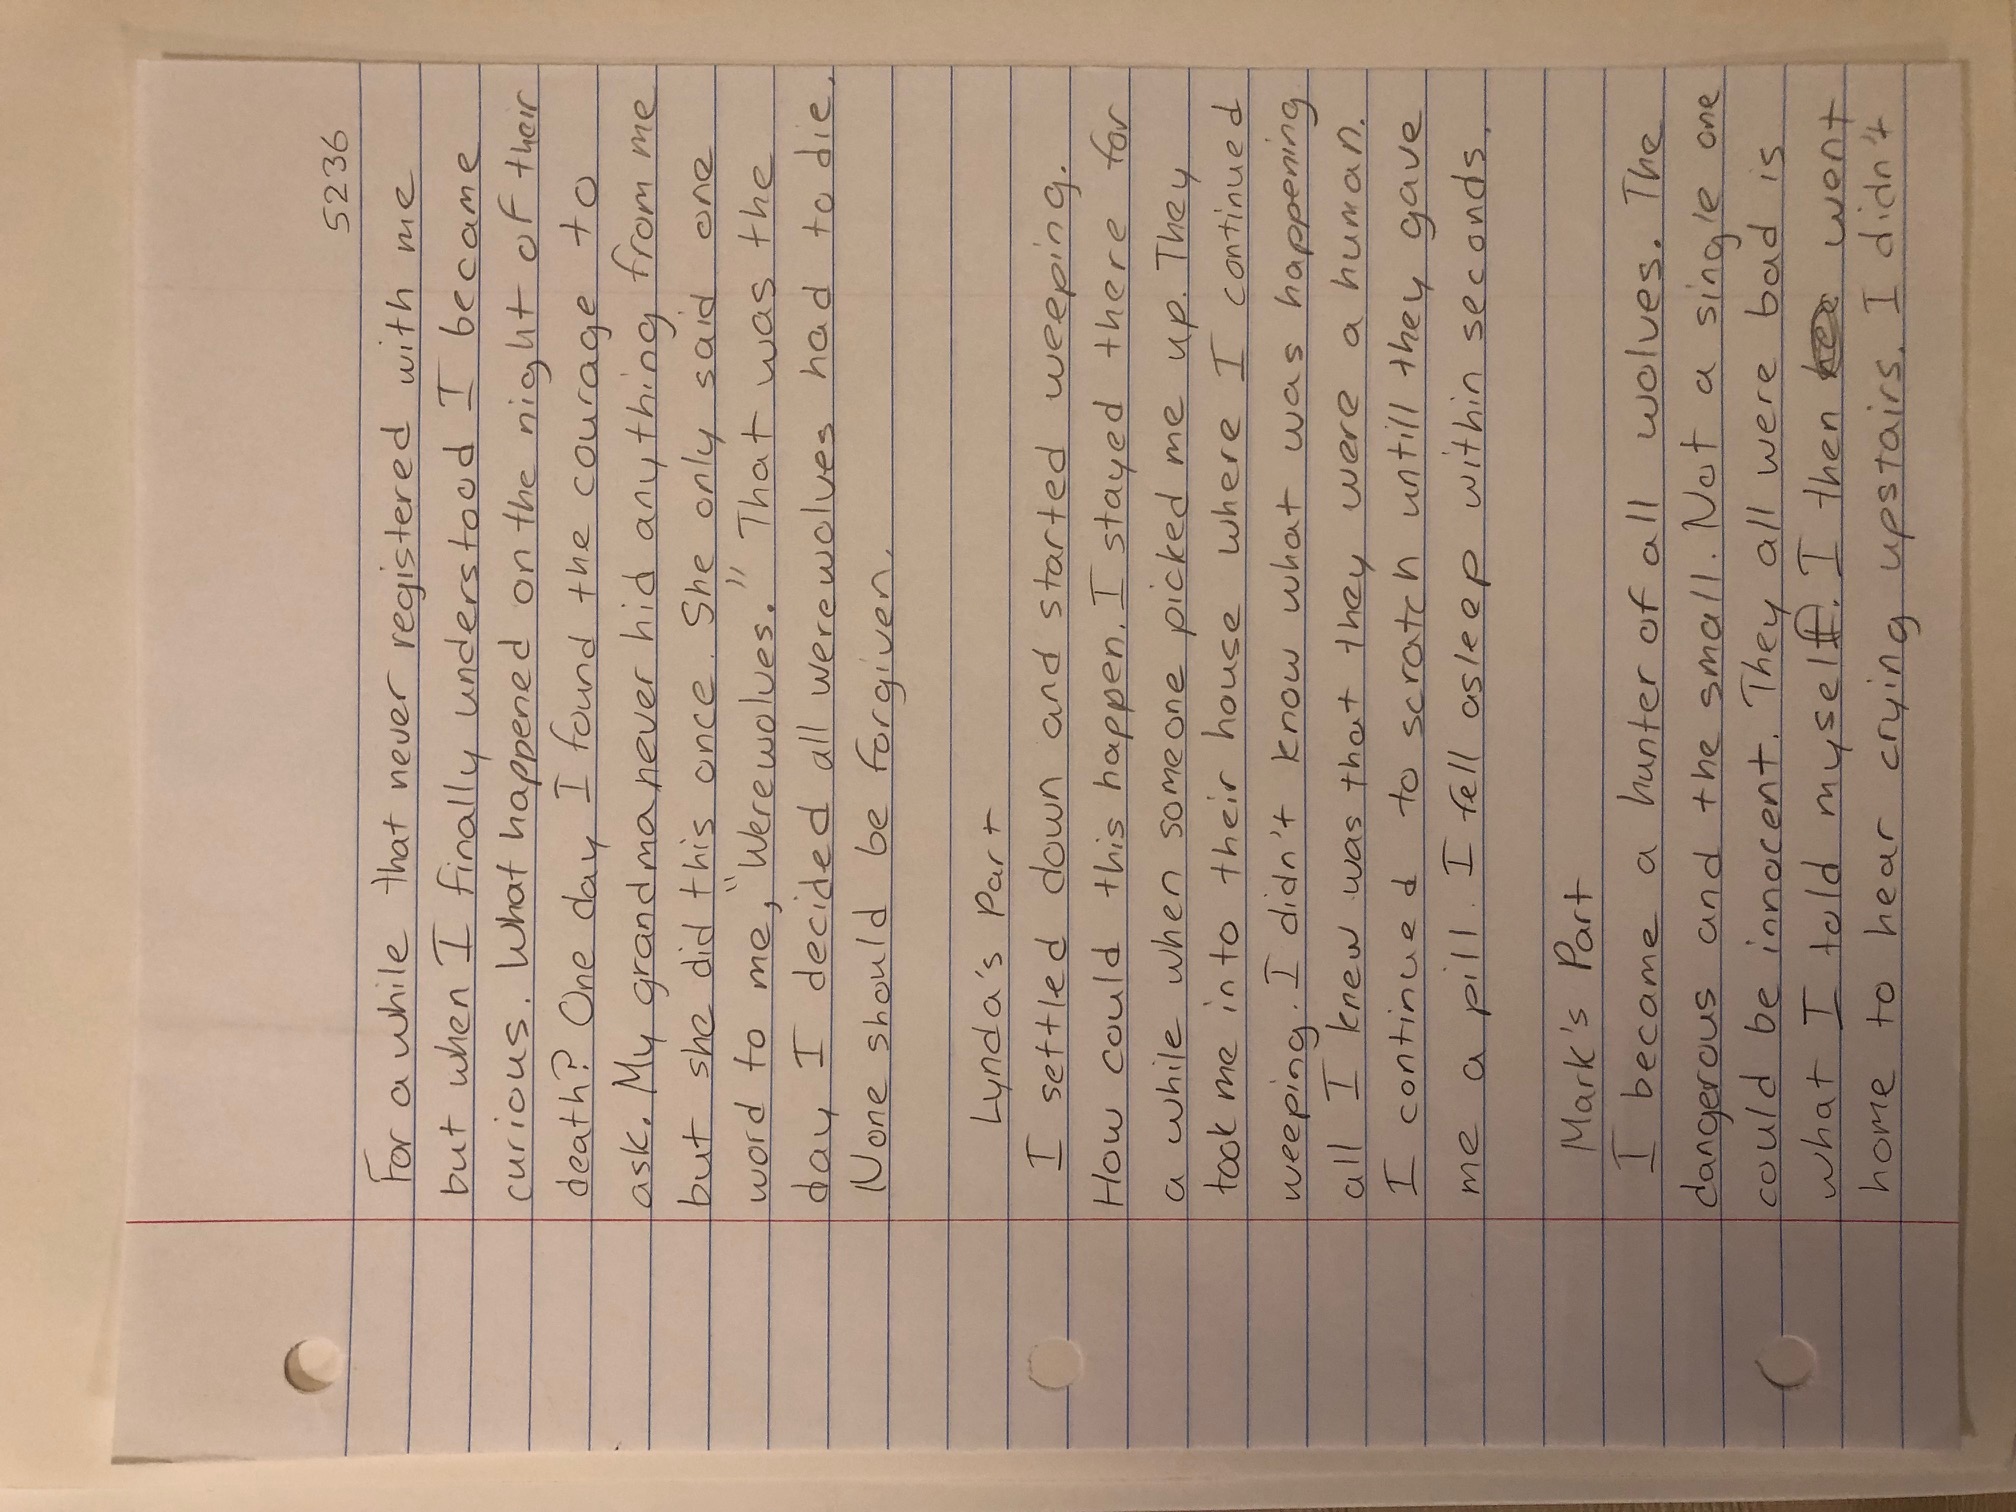 5236
For a while that never registered with me
but when I finally understood I became
curious. What happened on the night of their
death? One day I found the courage to
ask. My grandma never hid anything from me
but she did this once. She only said one
word to me, "Werewolves." That was the
day I decided all werewolves had to die.
None should be forgiven.
Lynda's Part
I settled down and started weeping.
How could this happen. I stayed there for
a while when someone picked me up. They
took me into their house where I continued
weeping. I didn't know what was happening
all I knew was that they were a human.
I continued to scratch untill they gave
me a pill. I fell asleep within seconds.
Mark's Part
I became a hunter of all wolves. The
dangerous and the small. Not a single one
could be innocent. They all were bad is
what I told myself. I then went
home to hear crying upstairs. I didn't